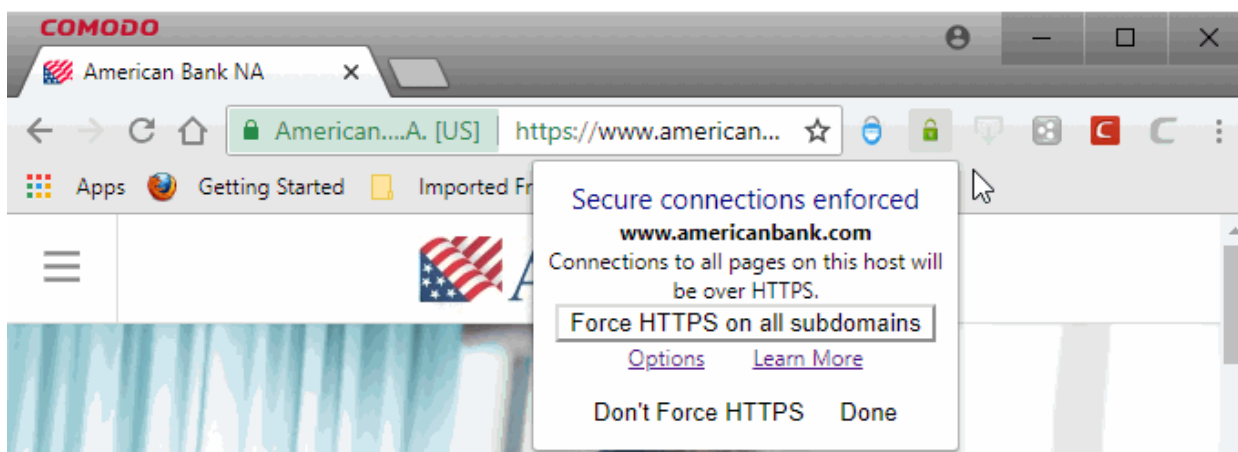 COMODO
American Bank NA
American....A. [US] https://www.american...
Apps Getting Started Imported Fr
Secure connections enforced
www.americanbank.com
Connections to all pages on this host will
be over HTTPS.
Force HTTPS on all subdomains
Options Learn More
Don't Force HTTPS Done
A